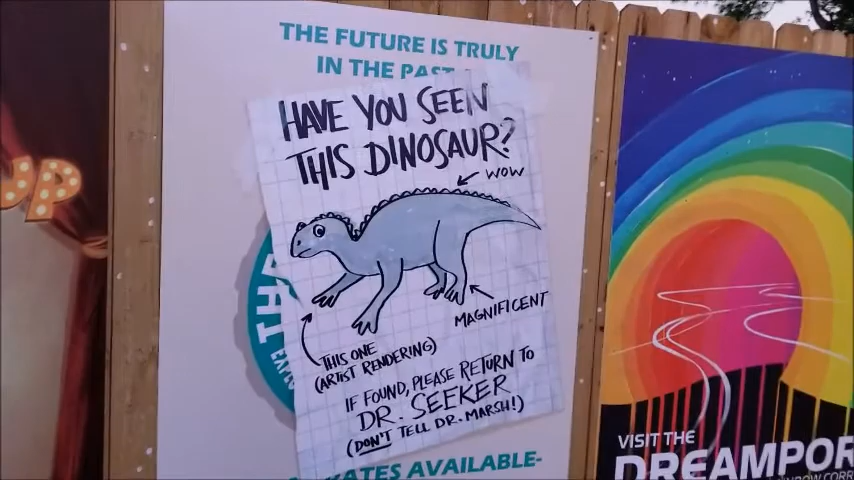 THE FUTURE IS TRULY
IN THE PAST
HAVE YOU SEEN
THIS DINOSAUR?
WOW
MAGNIFICENT
THIS ONE
(ARTIST RENDERING)
IF FOUND, PLEASE RETURN TO
DR. SEEKER
(DON'T TELL DR. MARSH!)
AVAILABLE-
VISIT THE